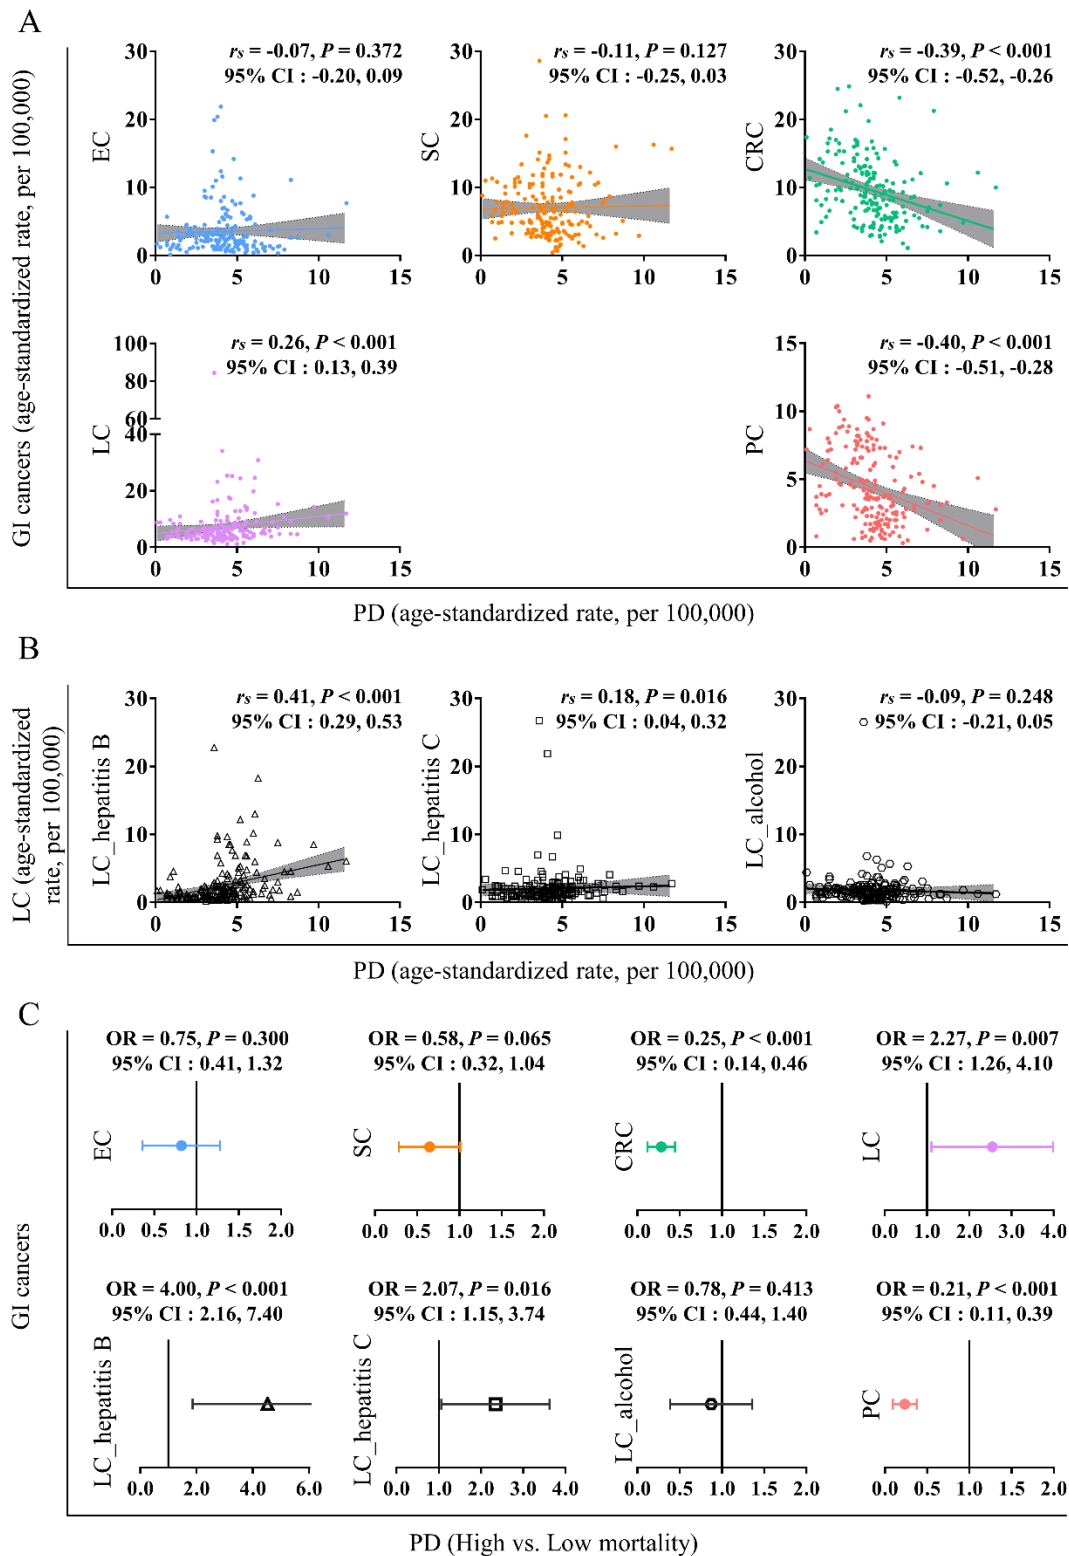 A
GI cancers (age-standardized rate, per 100,000)
EC
rs = -0.07, P = 0.372
95% CI : -0.20, 0.09
30
20
10
0
0 5 10 15
SC
rs = -0.11, P = 0.127
95% CI : -0.25, 0.03
30
20
10
0
0 5 10 15
CRC
rs = -0.39, P < 0.001
95% CI : -0.52, -0.26
30
20
10
0
0 5 10 15
LC
rs = 0.26, P < 0.001
95% CI : 0.13, 0.39
100
80
60
40
20
0
0 5 10 15
PC
rs = -0.40, P < 0.001
95% CI : -0.51, -0.28
15
10
5
0
0 5 10 15
PD (age-standardized rate, per 100,000)
B
LC (age-standardized
rate, per 100,000)
LC_hepatitis B
rs = 0.41, P < 0.001
95% CI : 0.29, 0.53
30
20
10
0
0 5 10 15
LC_hepatitis C
rs = 0.18, P = 0.016
95% CI : 0.04, 0.32
30
20
10
0
0 5 10 15
LC_alcohol
rs = -0.09, P = 0.248
95% CI : -0.21, 0.05
30
20
10
0
0 5 10 15
PD (age-standardized rate, per 100,000)
C
GI cancers
OR = 0.75, P = 0.300
95% CI : 0.41, 1.32
EC
0.0 0.5 1.0 1.5 2.0
OR = 0.58, P = 0.065
95% CI : 0.32, 1.04
SC
0.0 0.5 1.0 1.5 2.0
OR = 0.25, P < 0.001
95% CI : 0.14, 0.46
CRC
0.0 0.5 1.0 1.5 2.0
OR = 2.27, P = 0.007
95% CI : 1.26, 4.10
LC
0.0 1.0 2.0 3.0 4.0
OR = 4.00, P < 0.001
95% CI : 2.16, 7.40
LC_hepatitis B
0.0 2.0 4.0 6.0
OR = 2.07, P = 0.016
95% CI : 1.15, 3.74
LC_hepatitis C
0.0 1.0 2.0 3.0 4.0
OR = 0.78, P = 0.413
95% CI : 0.44, 1.40
LC_alcohol
0.0 0.5 1.0 1.5 2.0
OR = 0.21, P < 0.001
95% CI : 0.11, 0.39
PC
0.0 0.5 1.0 1.5 2.0
PD (High vs. Low mortality)